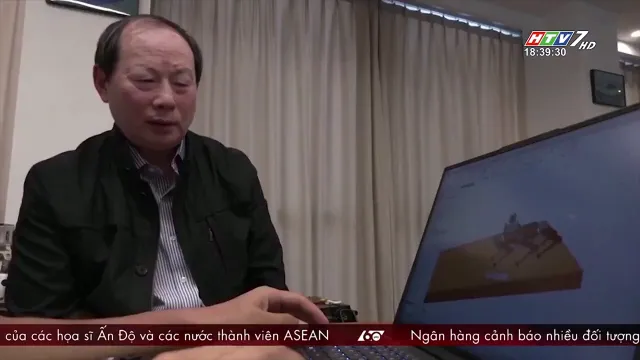 HTV7 HD
18:39:30
của các họa sĩ Ấn Độ và các nước thành viên ASEAN 60 Ngân hàng cảnh báo nhiều đối tượng